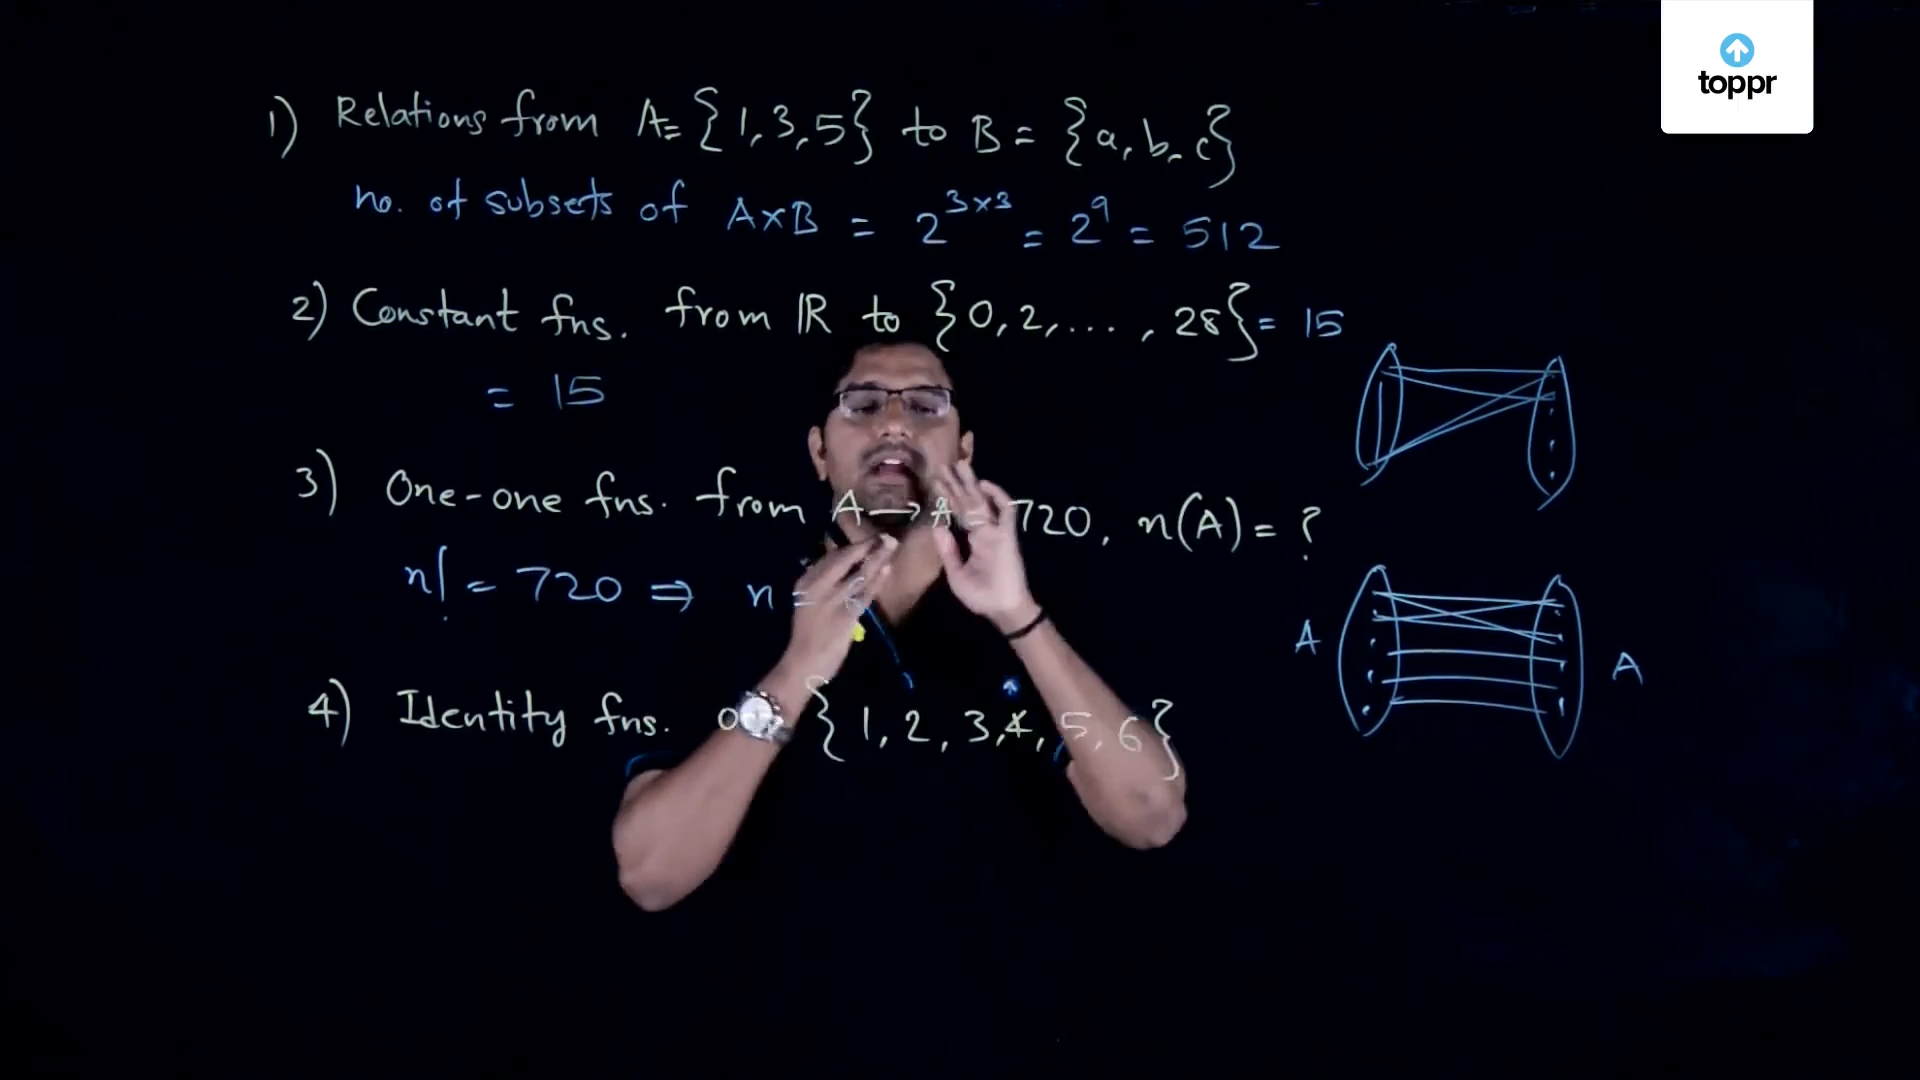 toppr
1) Relations from A= {1,3,5} to B = {a, b, c}
no. of subsets of A×B = 2^3×3 = 2^9 = 512
2) Constant fns. from ℝ to {0, 2, ... , 28} = 15
= 15
3) One-one fns. from A → A = 720, n(A) = ?
n! = 720 ⇒ n =
A
A
4) Identity fns. on {1, 2, 3, 4, 5, 6}